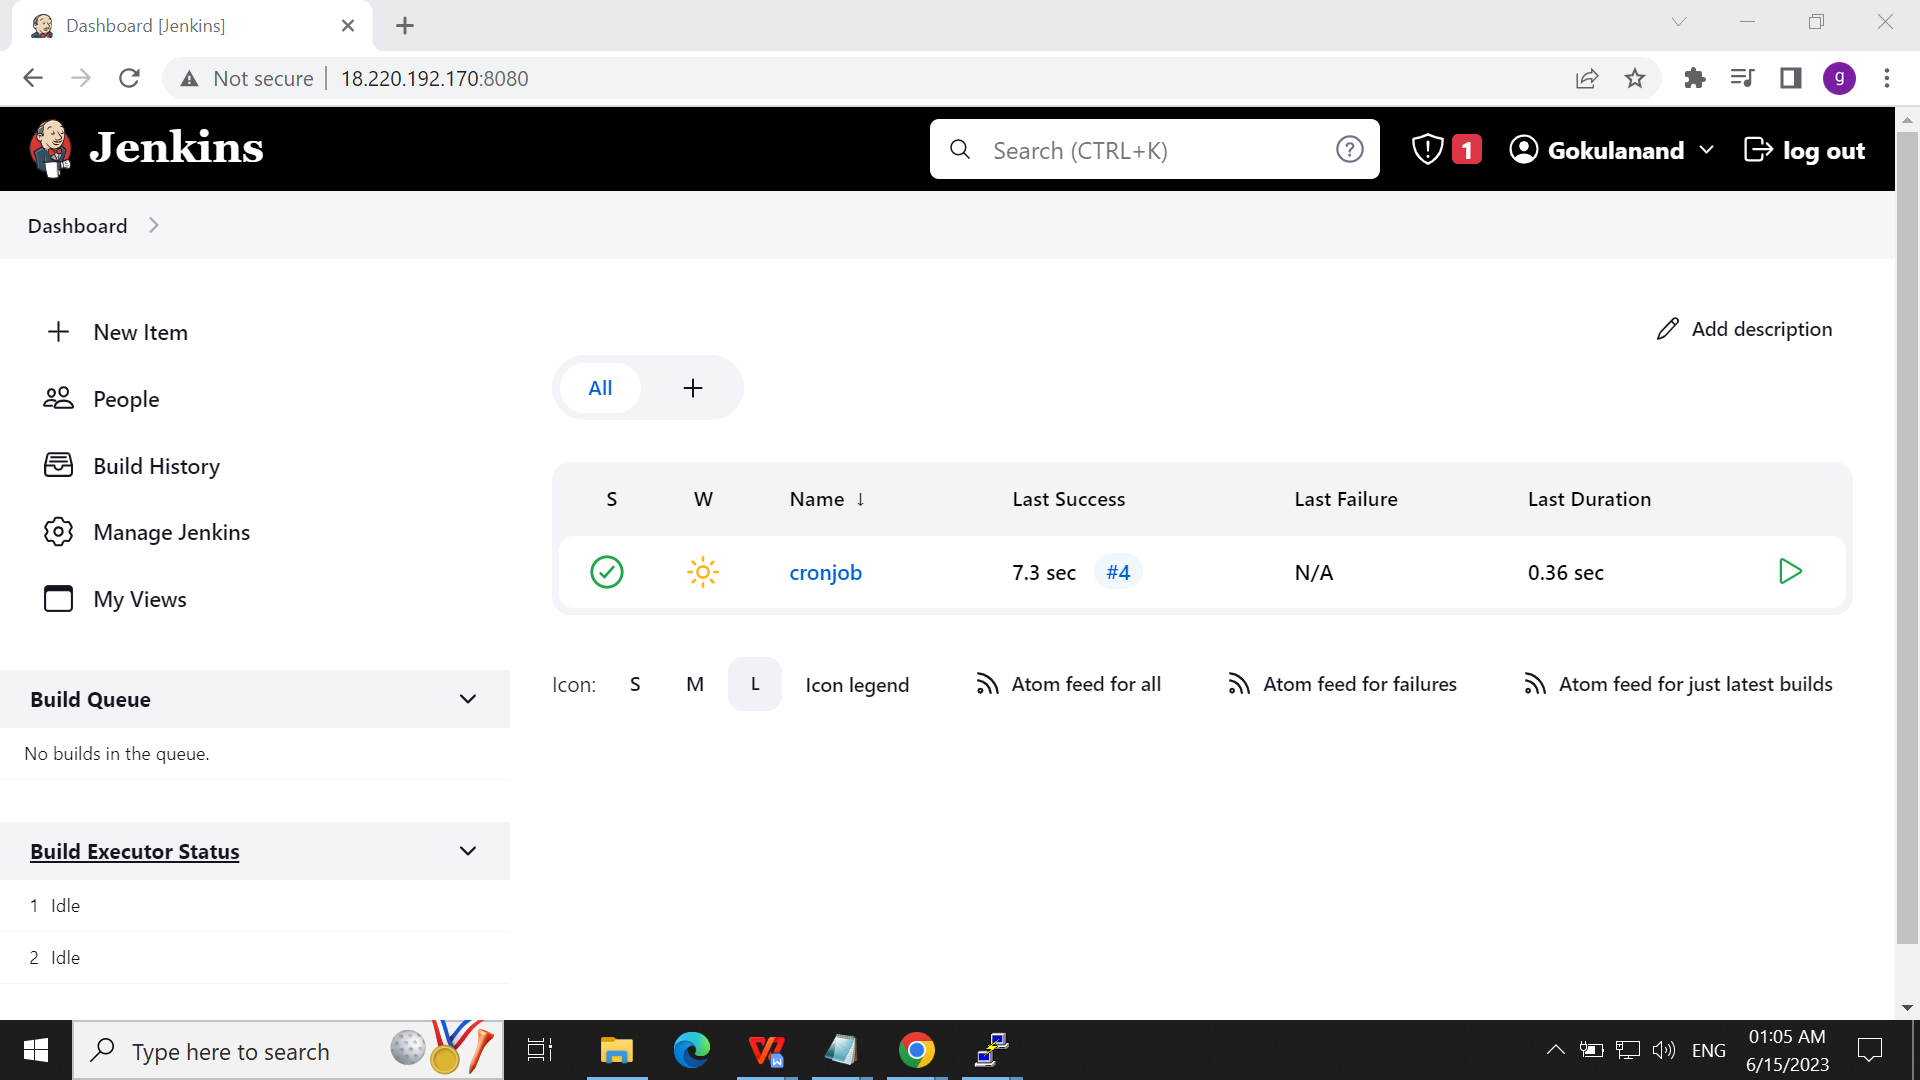 Dashboard [Jenkins]
Not secure | 18.220.192.170:8080
g
Jenkins
Search (CTRL+K)
1
Gokulanand
log out
Dashboard
New Item
People
Build History
Manage Jenkins
My Views
Add description
All
S W Name ↓ Last Success Last Failure Last Duration
cronjob 7.3 sec #4 N/A 0.36 sec
Icon: S M L Icon legend Atom feed for all Atom feed for failures Atom feed for just latest builds
Build Queue
No builds in the queue.
Build Executor Status
1 Idle
2 Idle
Type here to search
ENG
01:05 AM
6/15/2023